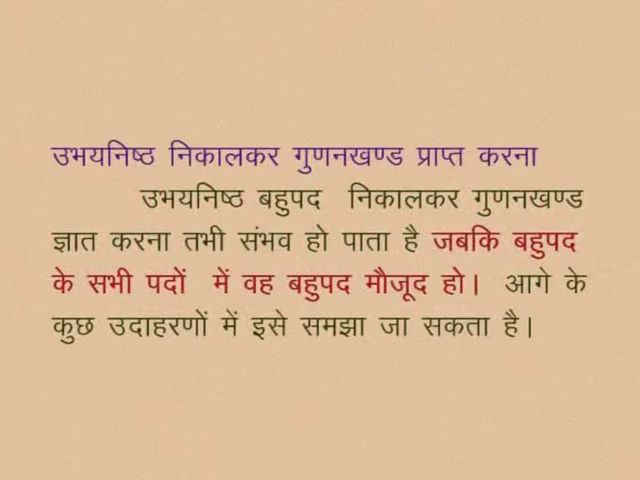 उभयनिष्ठ निकालकर गुणनखण्ड प्राप्त करना
उभयनिष्ठ बहुपद निकालकर गुणनखण्ड
ज्ञात करना तभी संभव हो पाता है जबकि बहुपद
के सभी पदों में वह बहुपद मौजूद हो। आगे के
कुछ उदाहरणों में इसे समझा जा सकता है।